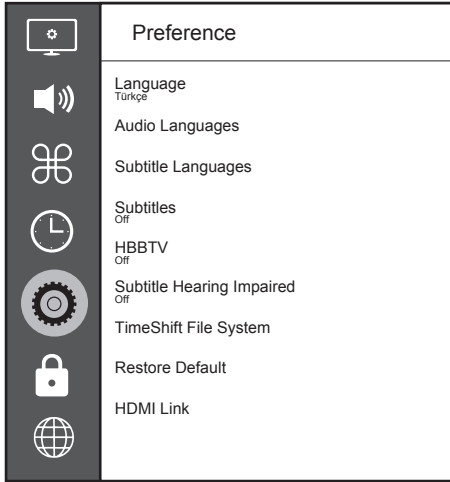 Preference
Language
Türkçe
Audio Languages
Subtitle Languages
Subtitles
Off
HBBTV
Off
Subtitle Hearing Impaired
Off
TimeShift File System
Restore Default
HDMI Link